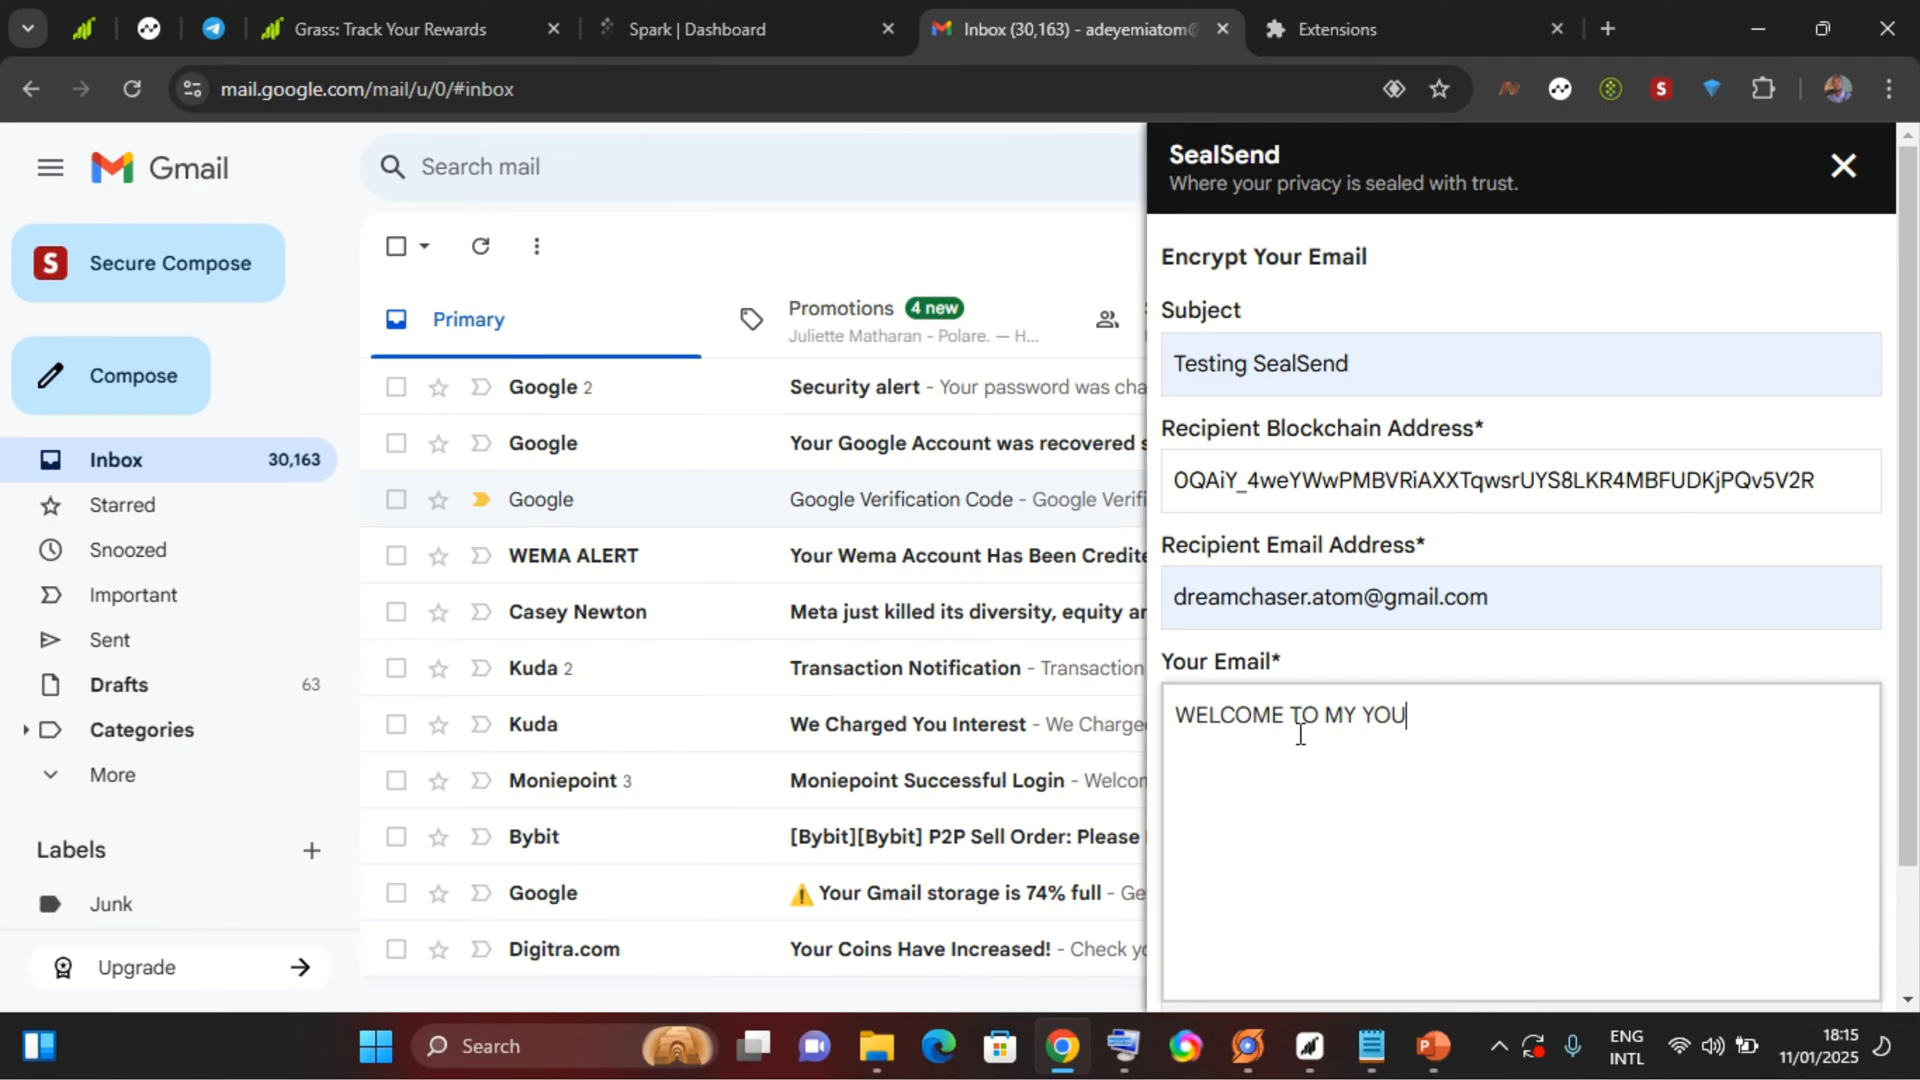 Grass: Track Your Rewards
Spark | Dashboard
Inbox (30,163) - adeyemiatom@
Extensions
mail.google.com/mail/u/0/#inbox
S
Gmail
Search mail
S Secure Compose
Compose
Inbox 30,163
Starred
Snoozed
Important
Sent
Drafts 63
Categories
More
Labels
Junk
Upgrade
Primary
Promotions 4 new
Juliette Matharan - Polare. — H...
Google 2 Security alert - Your password was cha
Google Your Google Account was recovered s
Google Google Verification Code - Google Verifi
WEMA ALERT Your Wema Account Has Been Credite
Casey Newton Meta just killed its diversity, equity ar
Kuda 2 Transaction Notification - Transaction
Kuda We Charged You Interest - We Charge
Moniepoint 3 Moniepoint Successful Login - Welcom
Bybit [Bybit][Bybit] P2P Sell Order: Please
Google ⚠️ Your Gmail storage is 74% full - Ge
Digitra.com Your Coins Have Increased! - Check yo
SealSend
Where your privacy is sealed with trust.
Encrypt Your Email
Subject
Testing SealSend
Recipient Blockchain Address*
0QAiY_4weYWwPMBVRiAXXTqwsrUYS8LKR4MBFUDKjPQv5V2R
Recipient Email Address*
dreamchaser.atom@gmail.com
Your Email*
WELCOME TO MY YOU
Search
ENG
INTL
18:15
11/01/2025